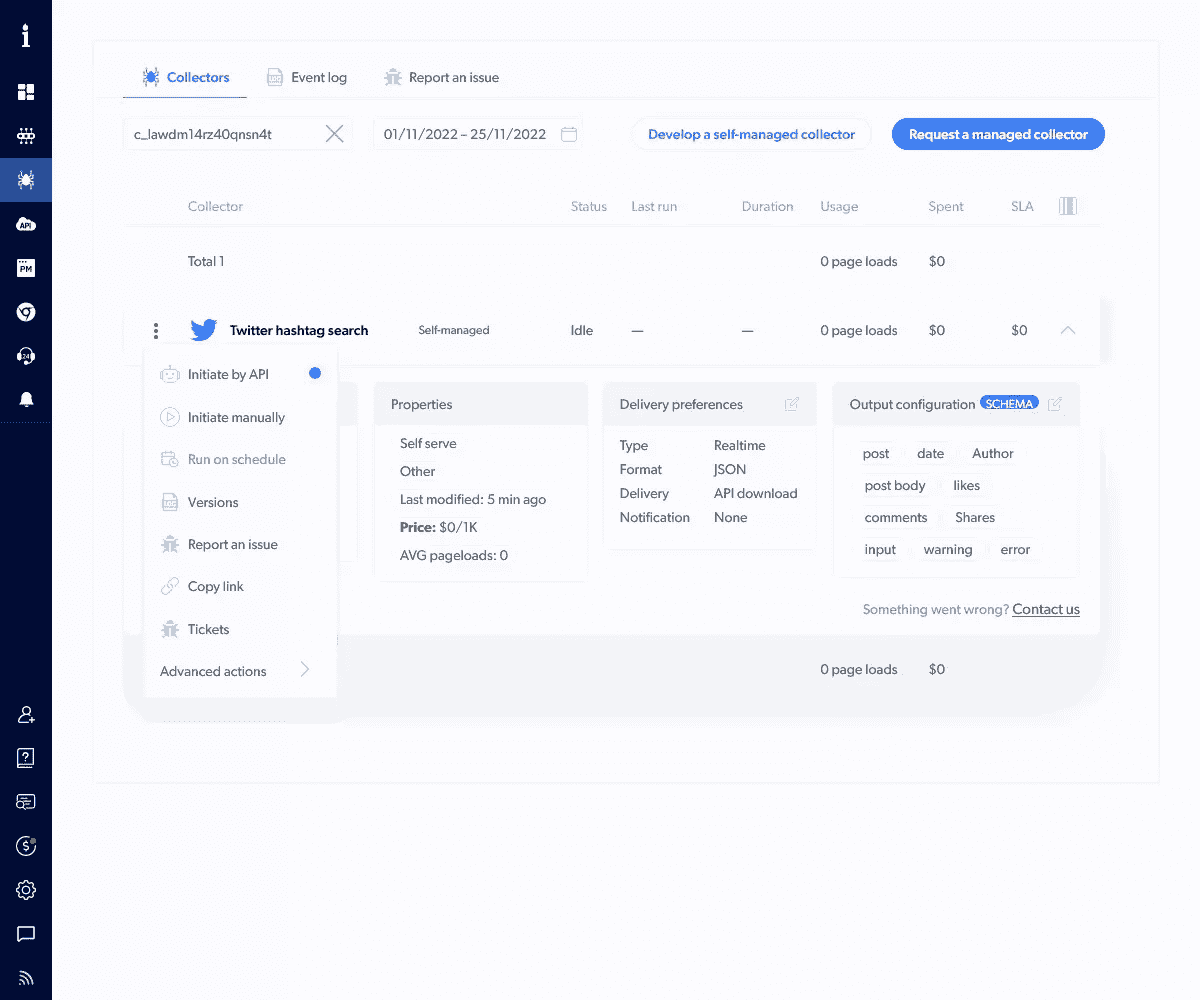 Collectors Event log Report an issue
c_lawdm14rz40qnsn4t 01/11/2022 – 25/11/2022 Develop a self-managed collector Request a managed collector
Collector Status Last run Duration Usage Spent SLA
Total 1 0 page loads $0
Twitter hashtag search Self-managed Idle — — 0 page loads $0 $0
Initiate by API
Initiate manually
Run on schedule
Versions
Report an issue
Copy link
Tickets
Advanced actions
Properties
Self serve
Other
Last modified: 5 min ago
Price: $0/1K
AVG pageloads: 0
Delivery preferences
Type Realtime
Format JSON
Delivery API download
Notification None
Output configuration SCHEMA
post date Author
post body likes
comments Shares
input warning error
Something went wrong? Contact us
0 page loads $0
API
PM
24